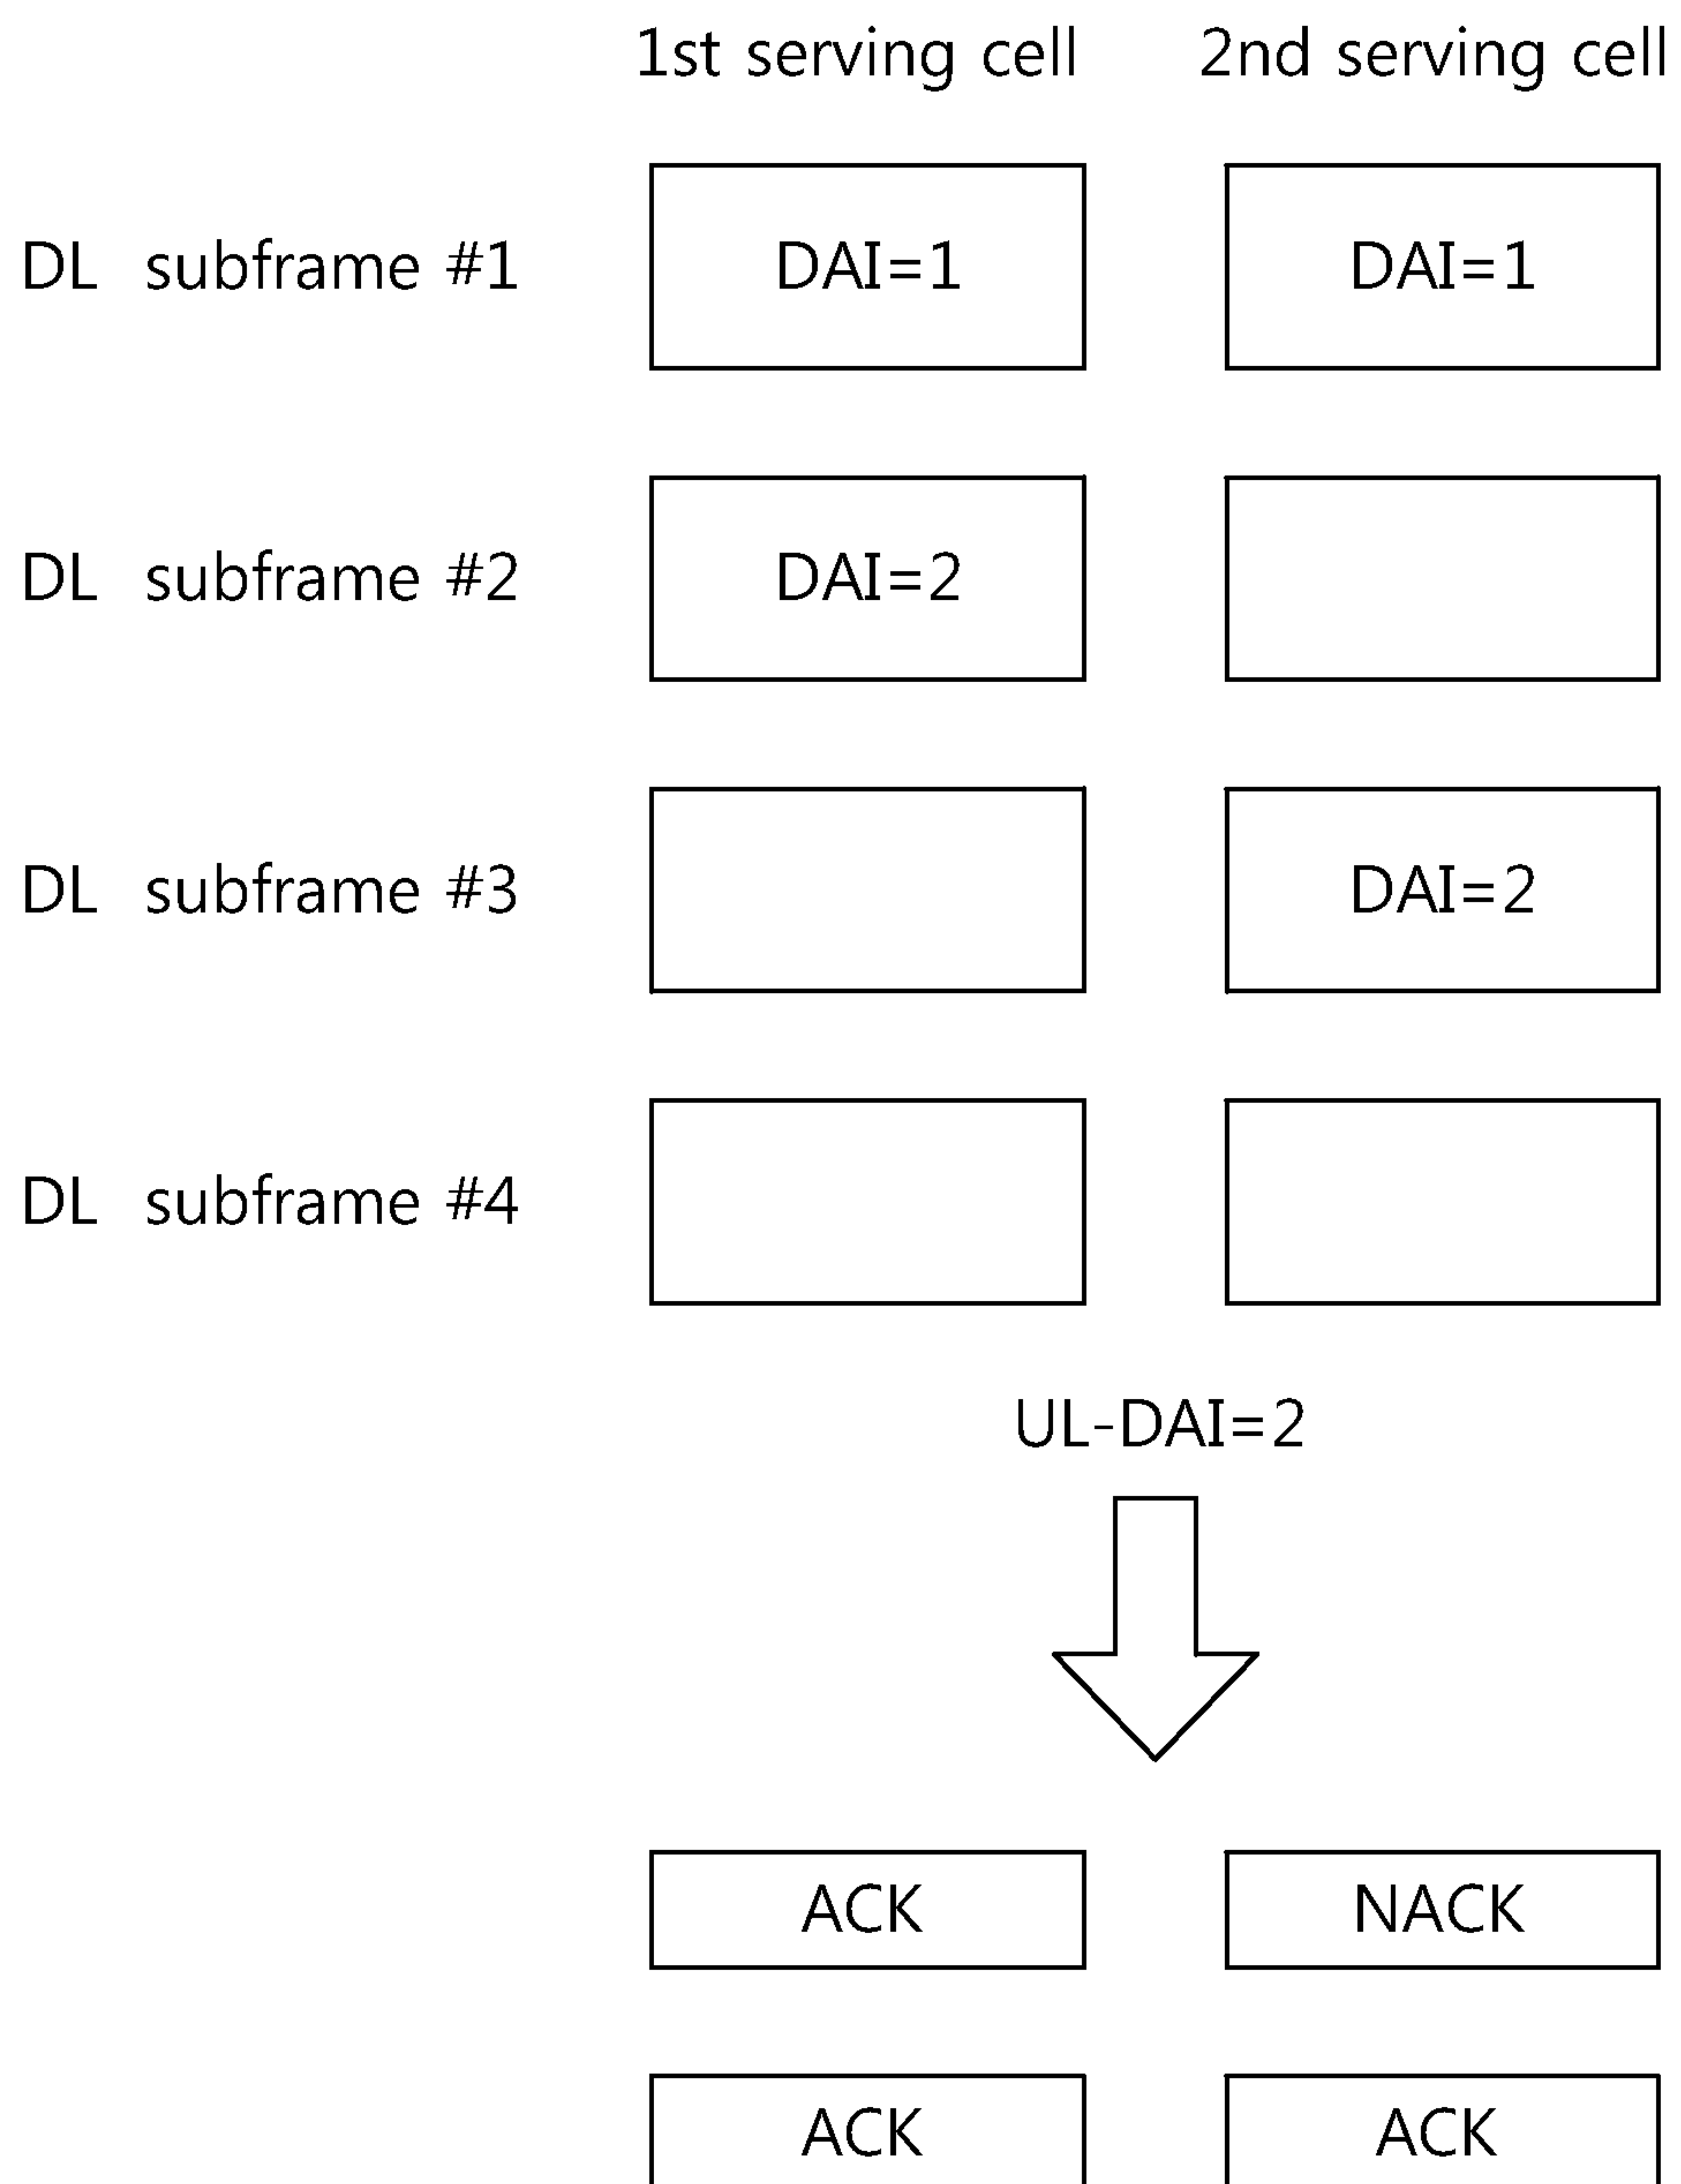 1st serving cell 2nd serving cell
DL subframe #1 DAI=1 DAI=1
DL subframe #2 DAI=2
DL subframe #3 DAI=2
DL subframe #4
UL-DAI=2
ACK NACK
ACK ACK